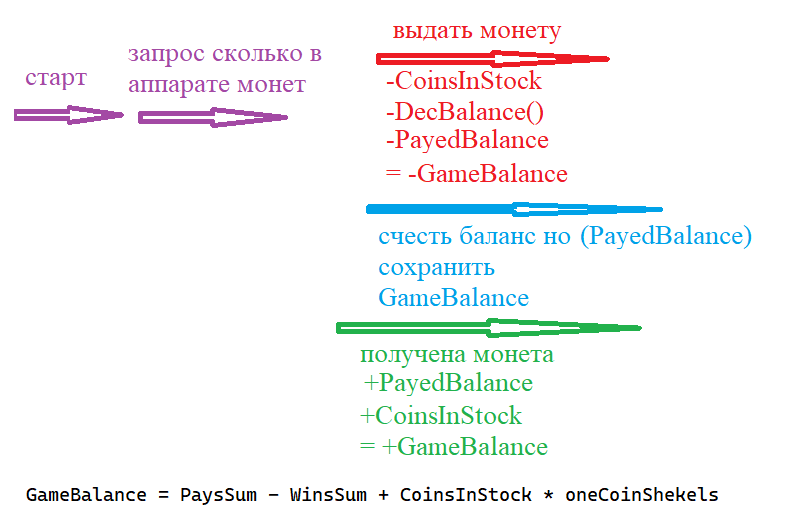 старт
запрос сколько в
аппарате монет
выдать монету
-CoinsInStock
-DecBalance()
-PayedBalance
= -GameBalance
счесть баланс но (PayedBalance)
сохранить
GameBalance
получена монета
+PayedBalance
+CoinsInStock
= +GameBalance
GameBalance = PaysSum - WinsSum + CoinsInStock * oneCoinShekels